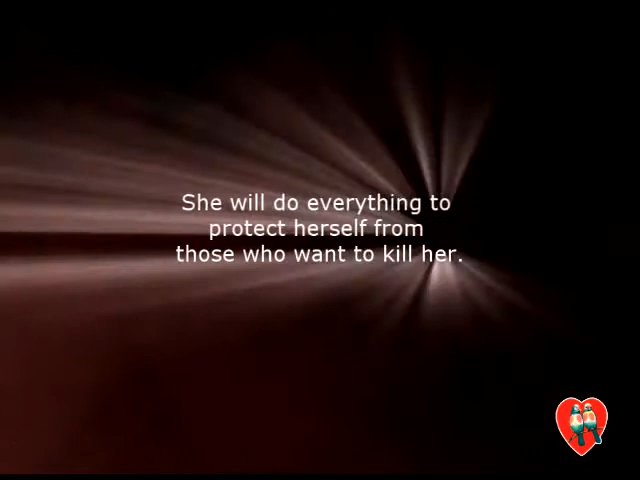 She will do everything to
protect herself from
those who want to kill her.